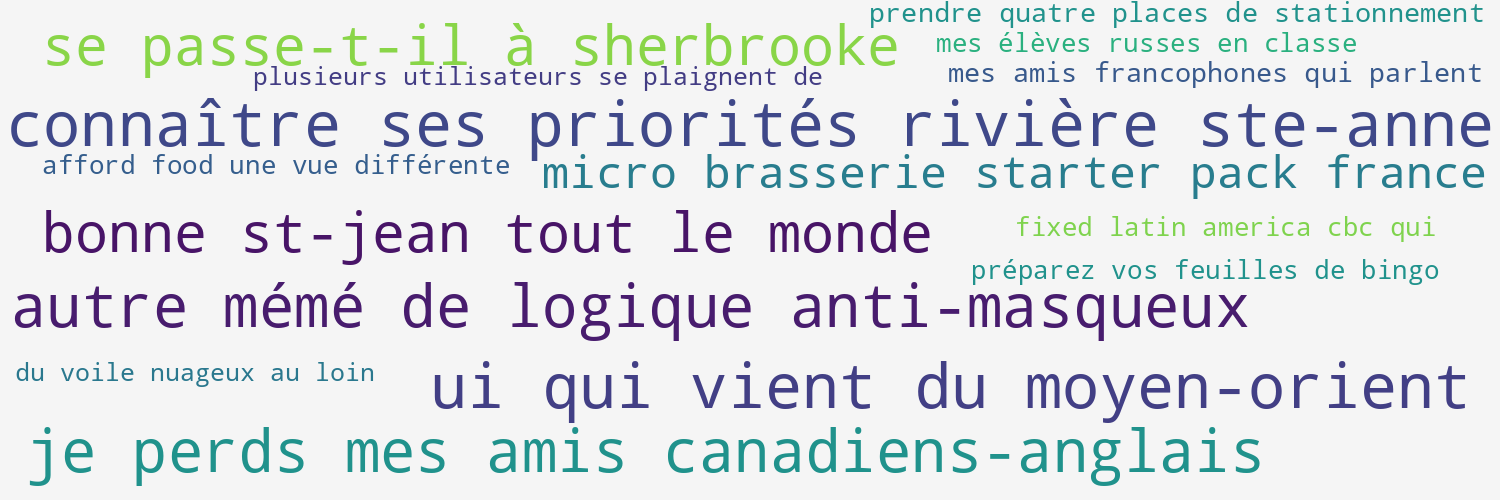 prendre quatre places de stationnement
se passe-t-il à sherbrooke
mes élèves russes en classe
plusieurs utilisateurs se plaignent de
mes amis francophones qui parlent
connaître ses priorités rivière ste-anne
afford food une vue différente
micro brasserie starter pack france
bonne st-jean tout le monde
fixed latin america cbc qui
préparez vos feuilles de bingo
autre mémé de logique anti-masqueux
du voile nuageux au loin
ui qui vient du moyen-orient
je perds mes amis canadiens-anglais